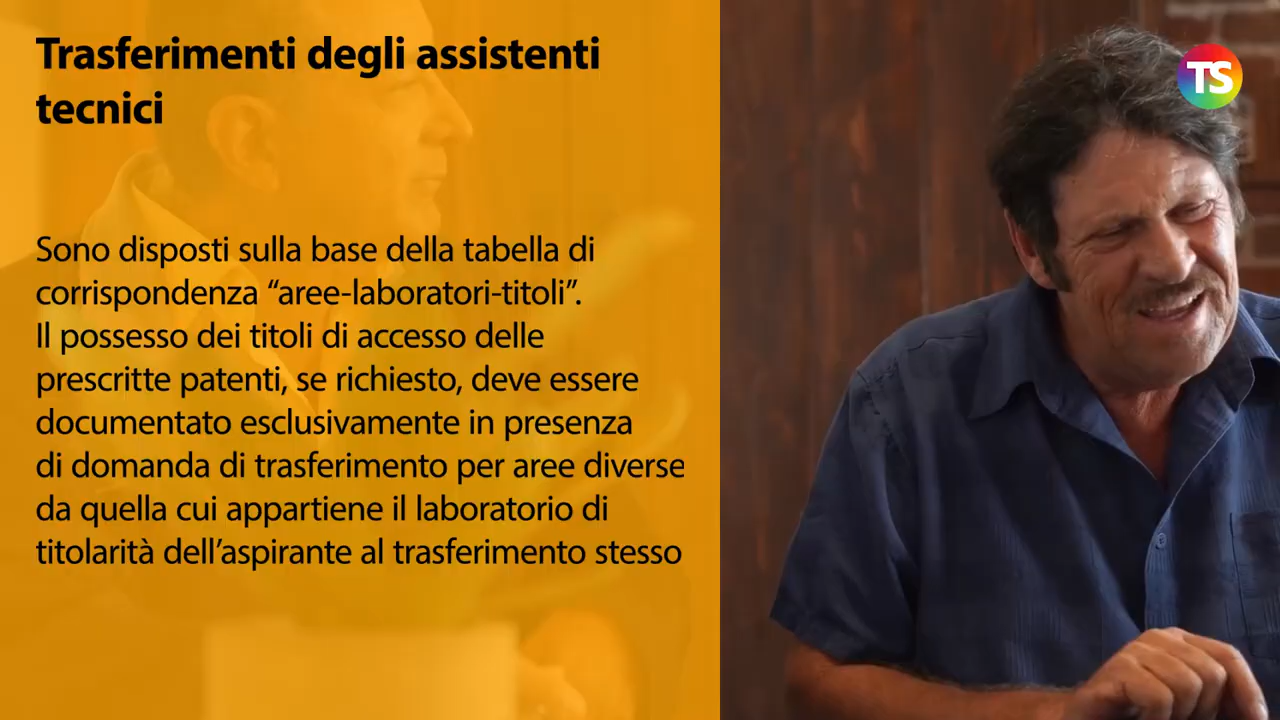 Trasferimenti degli assistenti
tecnici
TS
Sono disposti sulla base della tabella di
corrispondenza “aree-laboratori-titoli”.
Il possesso dei titoli di accesso delle
prescritte patenti, se richiesto, deve essere
documentato esclusivamente in presenza
di domanda di trasferimento per aree diverse
da quella cui appartiene il laboratorio di
titolarità dell’aspirante al trasferimento stesso